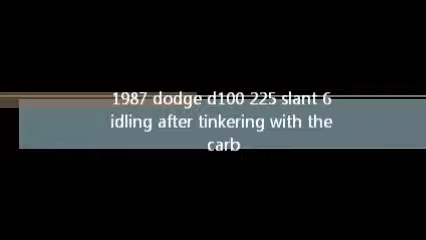 1987 dodge d100 225 slant 6
idling after tinkering with the
carb